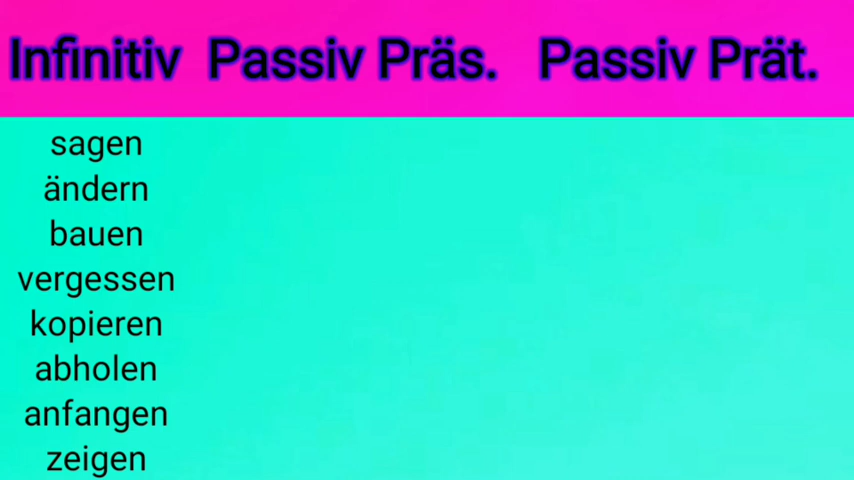 Infinitiv Passiv Präs. Passiv Prät.
sagen
ändern
bauen
vergessen
kopieren
abholen
anfangen
zeigen